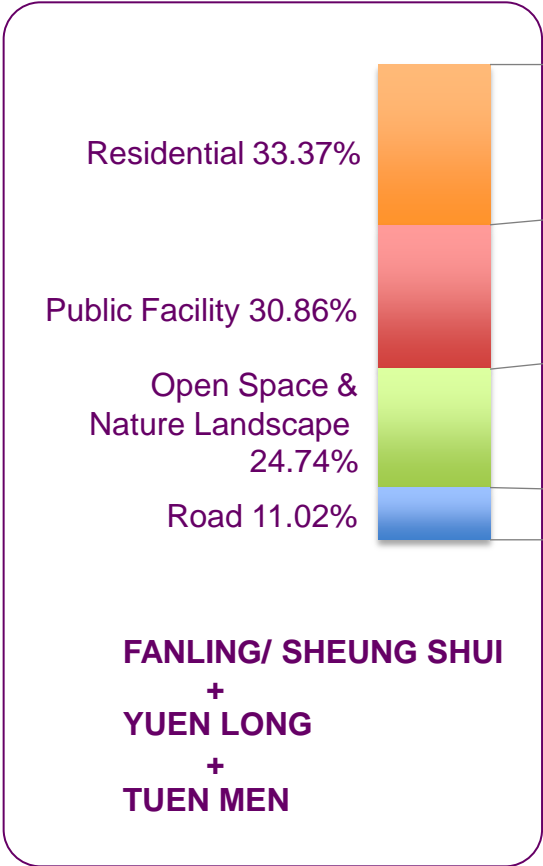 Residential 33.37%
Public Facility 30.86%
Open Space &
Nature Landscape
24.74%
Road 11.02%
FANLING/ SHEUNG SHUI
+
YUEN LONG
+
TUEN MEN